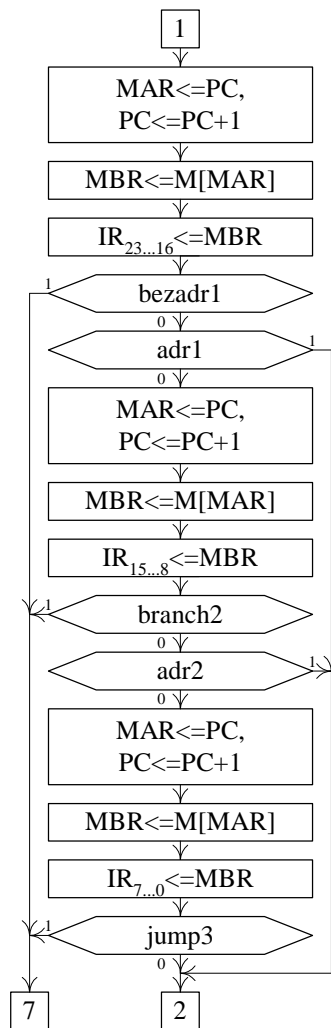 1
MAR<=PC,
PC<=PC+1
MBR<=M[MAR]
IR23...16<=MBR
1 bezadr1
0
adr1 1
0
MAR<=PC,
PC<=PC+1
MBR<=M[MAR]
IR15...8<=MBR
1 branch2
0
adr2 1
0
MAR<=PC,
PC<=PC+1
MBR<=M[MAR]
IR7...0<=MBR
1 jump3
0
7 2